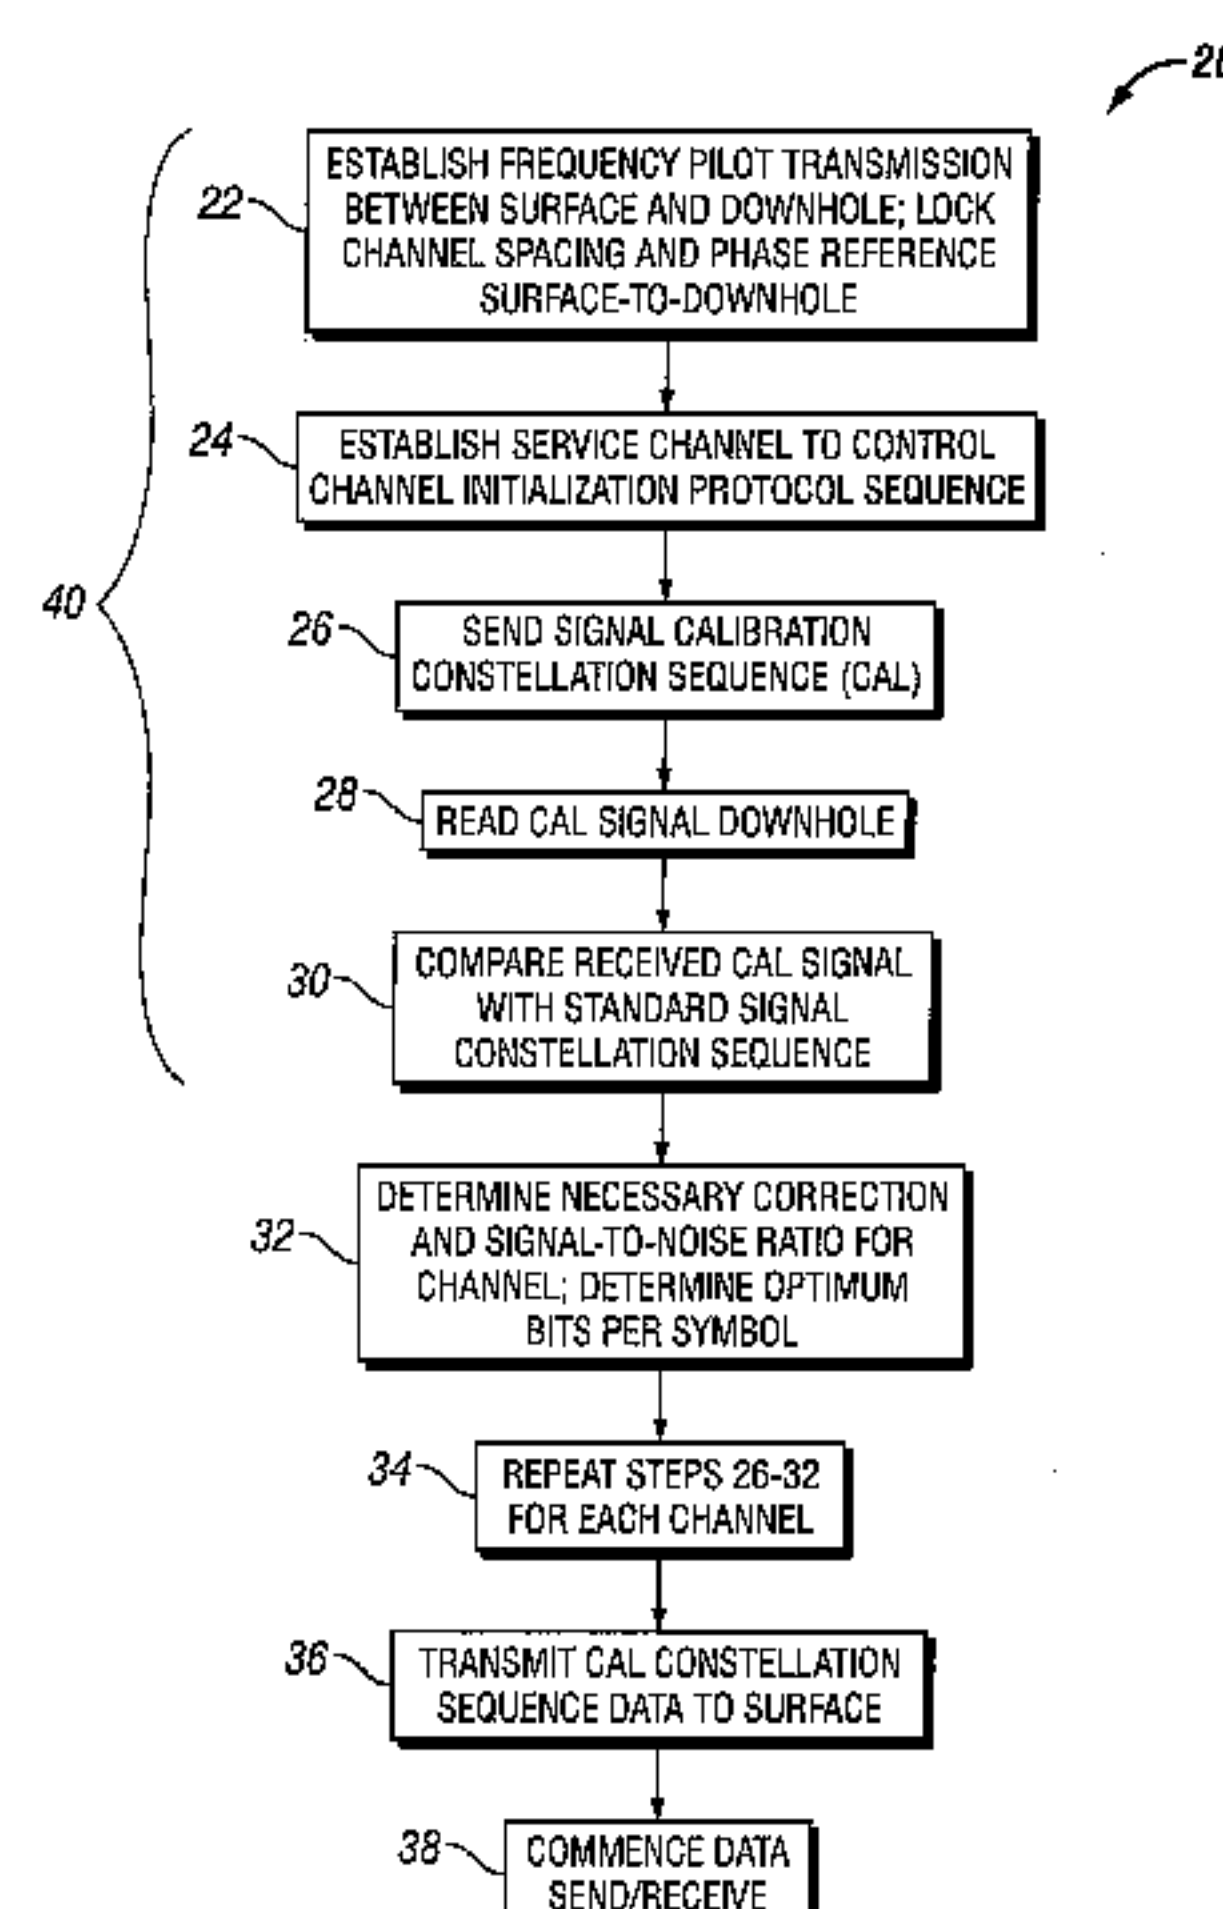 22
ESTABLISH FREQUENCY PILOT TRANSMISSION
BETWEEN SURFACE AND DOWNHOLE; LOCK
CHANNEL SPACING AND PHASE REFERENCE
SURFACE-TO-DOWNHOLE
24
ESTABLISH SERVICE CHANNEL TO CONTROL
CHANNEL INITIALIZATION PROTOCOL SEQUENCE
40
26
SEND SIGNAL CALIBRATION
CONSTELLATION SEQUENCE (CAL)
28
READ CAL SIGNAL DOWNHOLE
30
COMPARE RECEIVED CAL SIGNAL
WITH STANDARD SIGNAL
CONSTELLATION SEQUENCE
32
DETERMINE NECESSARY CORRECTION
AND SIGNAL-TO-NOISE RATIO FOR
CHANNEL; DETERMINE OPTIMUM
BITS PER SYMBOL
34
REPEAT STEPS 26-32
FOR EACH CHANNEL
36
TRANSMIT CAL CONSTELLATION
SEQUENCE DATA TO SURFACE
38
COMMENCE DATA
SEND/RECEIVE